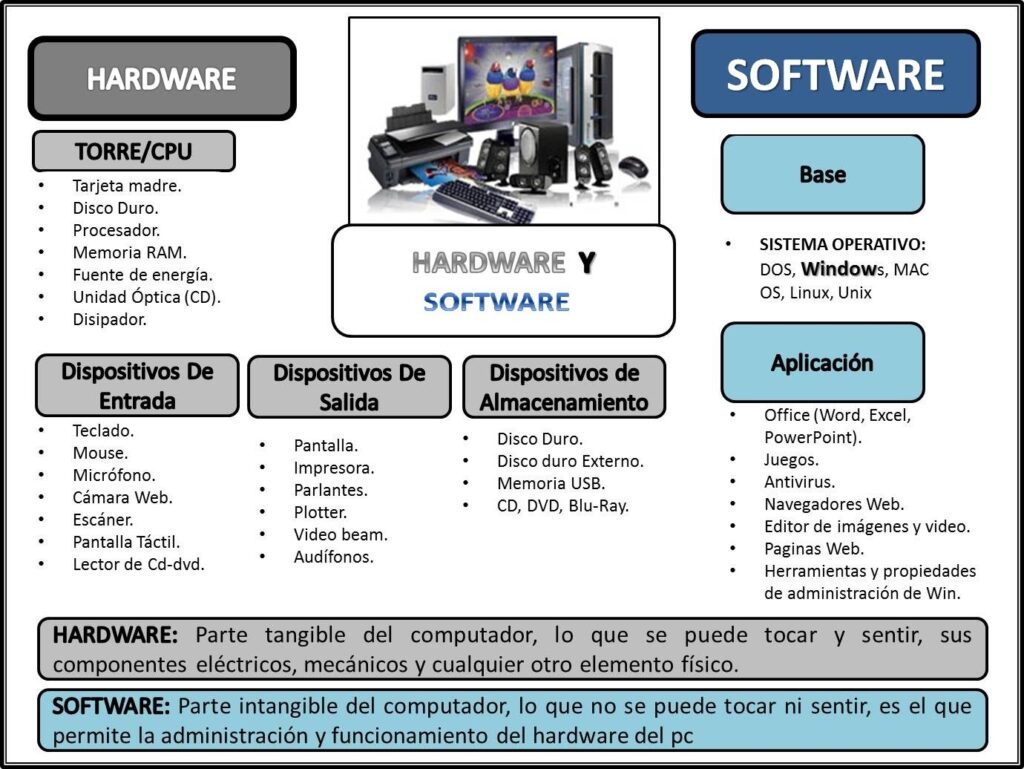 HARDWARE
TORRE/CPU
• Tarjeta madre.
• Disco Duro.
• Procesador.
• Memoria RAM.
• Fuente de energía.
• Unidad Óptica (CD).
• Disipador.
HARDWARE Y
SOFTWARE
SOFTWARE
Base
• SISTEMA OPERATIVO:
DOS, Windows, MAC
OS, Linux, Unix
Dispositivos De
Entrada
• Teclado.
• Mouse.
• Micrófono.
• Cámara Web.
• Escáner.
• Pantalla Táctil.
• Lector de Cd-dvd.
Dispositivos De
Salida
• Pantalla.
• Impresora.
• Parlantes.
• Plotter.
• Video beam.
• Audífonos.
Dispositivos de
Almacenamiento
• Disco Duro.
• Disco duro Externo.
• Memoria USB.
• CD, DVD, Blu-Ray.
Aplicación
• Office (Word, Excel,
PowerPoint).
• Juegos.
• Antivirus.
• Navegadores Web.
• Editor de imágenes y video.
• Paginas Web.
• Herramientas y propiedades
de administración de Win.
HARDWARE: Parte tangible del computador, lo que se puede tocar y sentir, sus
componentes eléctricos, mecánicos y cualquier otro elemento físico.
SOFTWARE: Parte intangible del computador, lo que no se puede tocar ni sentir, es el que
permite la administración y funcionamiento del hardware del pc